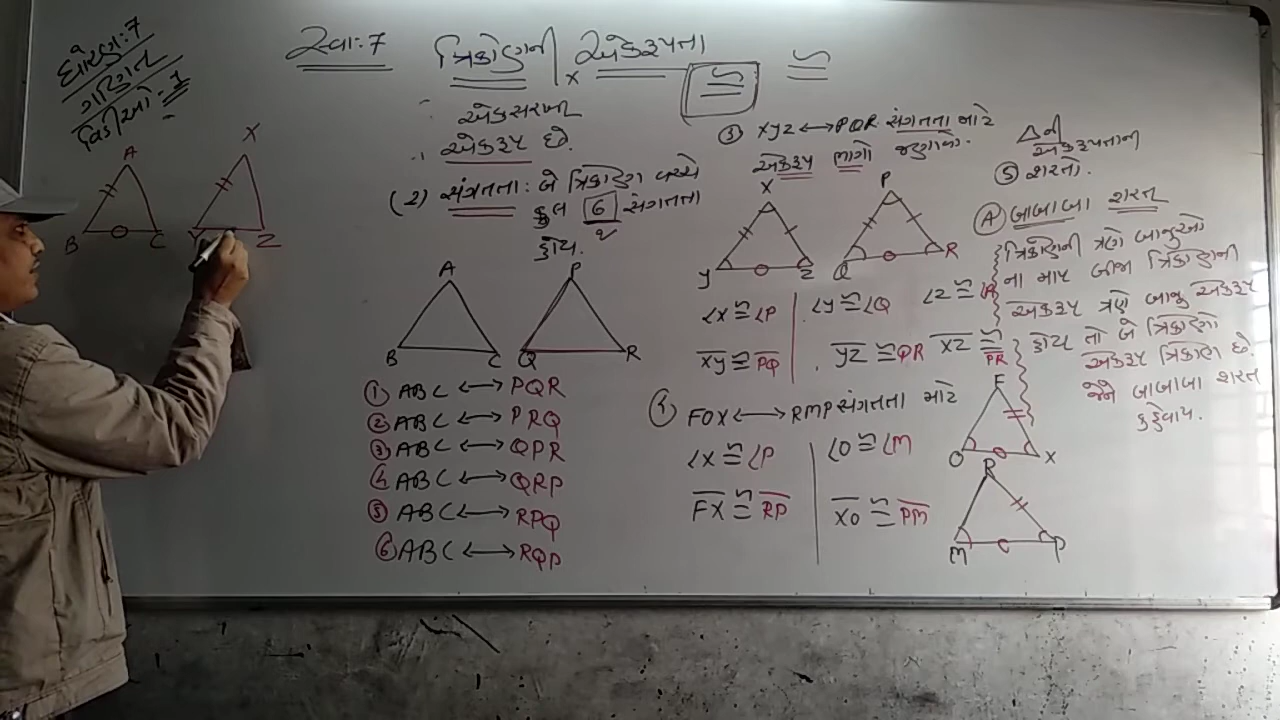 ધોરણ:7
ગણિત
વિડીયો-1
સ્વા:7 ત્રિકોણની એકરૂપતા ≅ ≅
એકસરખા
∴ એકરૂપ છે.
(2) સંગતતા: બે ત્રિકોણ વચ્ચે
કુલ 6 સંગતતા
હોય.
A
B C
X
Z
A
B C
P
Q R
① ABC ⟷ PQR
② ABC ⟷ PRQ
③ ABC ⟷ QPR
④ ABC ⟷ QRP
⑤ ABC ⟷ RPQ
⑥ ABC ⟷ RQP
③ XYZ ⟷ PQR સંગતતા માટે
એકરૂપ ભાગો જણાવો.
X
Y Z
P
Q R
∠X ≅ ∠P ∠Y ≅ ∠Q ∠Z ≅ ∠R
XY ≅ PQ YZ ≅ QR XZ ≅ PR
④ FOX ⟷ RMP સંગતતા માટે
∠X ≅ ∠P ∠O ≅ ∠M
FX ≅ RP XO ≅ PM
F
O X
R
M P
△ની
એકરૂપતાની
⑤ શરતો.
(A) બાબાબા શરત
ત્રિકોણની ત્રણે બાજુઓ
ના માપ બીજા ત્રિકોણની
એકરૂપ ત્રણે બાજુ એકરૂપ
હોય તો બે ત્રિકોણો
એકરૂપ ત્રિકોણ છે.
જેને બાબાબા શરત
કહેવાય.